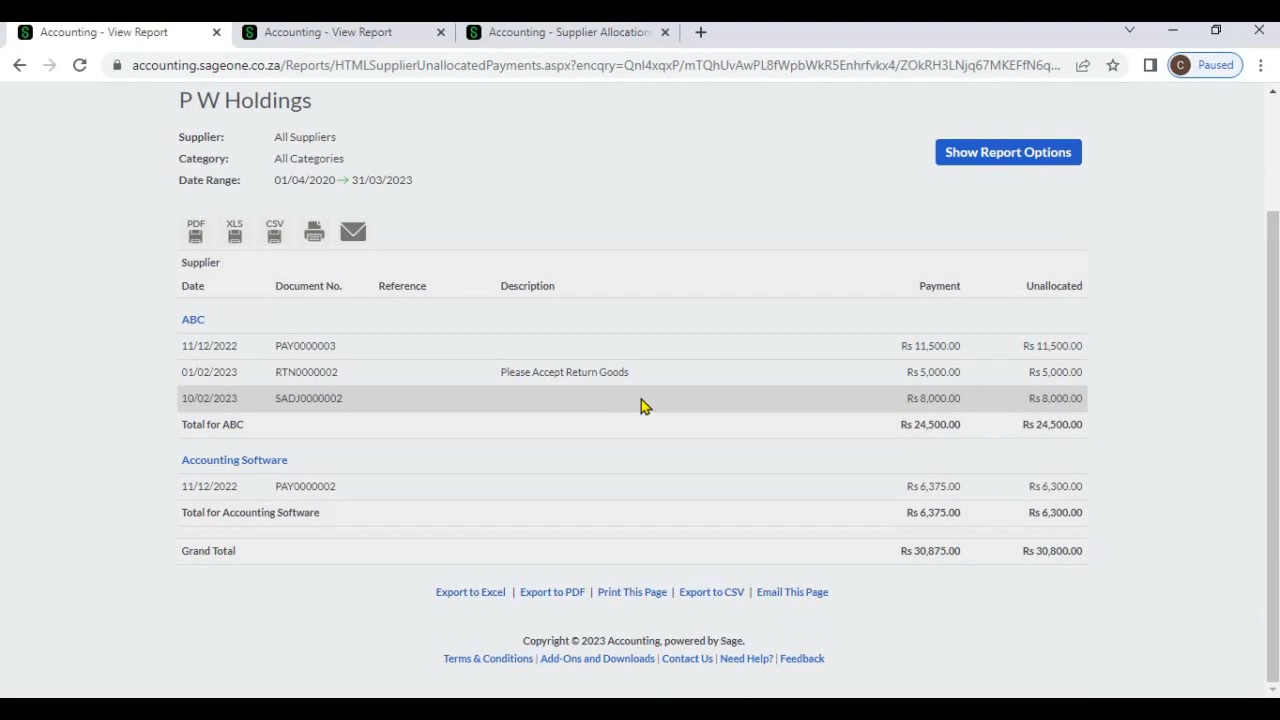 Accounting - View Report
Accounting - View Report
Accounting - Supplier Allocation
accounting.sageone.co.za/Reports/HTMLSupplierUnallocatedPayments.aspx?encqry=QnI4xqxP/mTQhUvAwPL8fWpbWkR5Enhrfvkx4/ZOkRH3LNjq67MKEFfN6q...
C Paused
P W Holdings
Supplier: All Suppliers
Category: All Categories
Date Range: 01/04/2020 → 31/03/2023
Show Report Options
PDF XLS CSV
Supplier
Date Document No. Reference Description Payment Unallocated
ABC
11/12/2022 PAY0000003 Rs 11,500.00 Rs 11,500.00
01/02/2023 RTN0000002 Please Accept Return Goods Rs 5,000.00 Rs 5,000.00
10/02/2023 SADJ0000002 Rs 8,000.00 Rs 8,000.00
Total for ABC Rs 24,500.00 Rs 24,500.00
Accounting Software
11/12/2022 PAY0000002 Rs 6,375.00 Rs 6,300.00
Total for Accounting Software Rs 6,375.00 Rs 6,300.00
Grand Total Rs 30,875.00 Rs 30,800.00
Export to Excel | Export to PDF | Print This Page | Export to CSV | Email This Page
Copyright © 2023 Accounting, powered by Sage.
Terms & Conditions | Add-Ons and Downloads | Contact Us | Need Help? | Feedback